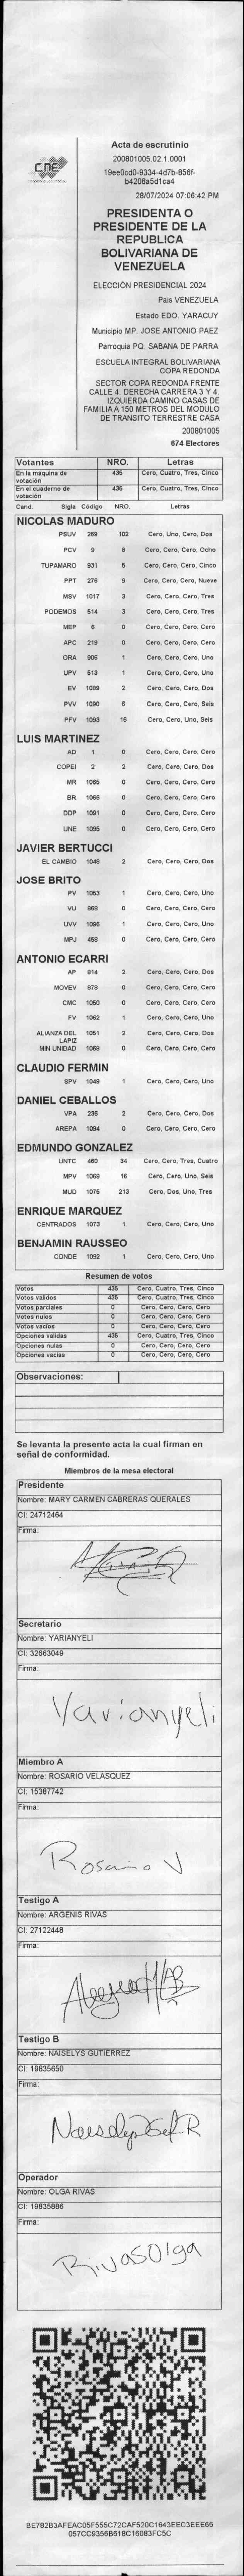 CNE
Acta de escrutinio
200801005.02.1.0001
19ee0cd0-9334-4d7b-856f-
b4208a5d1ca4
28/07/2024 07:06:42 PM
PRESIDENTA O
PRESIDENTE DE LA
REPUBLICA
BOLIVARIANA DE
VENEZUELA
ELECCIÓN PRESIDENCIAL 2024
Pais VENEZUELA
Estado EDO. YARACUY
Municipio MP. JOSE ANTONIO PAEZ
Parroquia PQ. SABANA DE PARRA
ESCUELA INTEGRAL BOLIVARIANA
COPA REDONDA
SECTOR COPA REDONDA FRENTE
CALLE 4. DERECHA CARRERA 3 Y 4.
IZQUIERDA CAMINO CASAS DE
FAMILIA A 150 METROS DEL MODULO
DE TRANSITO TERRESTRE CASA
200801005
674 Electores
Votantes NRO. Letras
En la máquina de votación 435 Cero, Cuatro, Tres, Cinco
En el cuaderno de votación 435 Cero, Cuatro, Tres, Cinco
Cand. Sigla Código NRO. Letras
NICOLAS MADURO
PSUV 269 102 Cero, Uno, Cero, Dos
PCV 9 8 Cero, Cero, Cero, Ocho
TUPAMARO 931 5 Cero, Cero, Cero, Cinco
PPT 276 9 Cero, Cero, Cero, Nueve
MSV 1017 3 Cero, Cero, Cero, Tres
PODEMOS 514 3 Cero, Cero, Cero, Tres
MEP 6 0 Cero, Cero, Cero, Cero
APC 219 0 Cero, Cero, Cero, Cero
ORA 906 1 Cero, Cero, Cero, Uno
UPV 513 1 Cero, Cero, Cero, Uno
EV 1089 2 Cero, Cero, Cero, Dos
PVV 1090 6 Cero, Cero, Cero, Seis
PFV 1093 16 Cero, Cero, Uno, Seis
LUIS MARTINEZ
AD 1 0 Cero, Cero, Cero, Cero
COPEI 2 2 Cero, Cero, Cero, Dos
MR 1065 0 Cero, Cero, Cero, Cero
BR 1066 0 Cero, Cero, Cero, Cero
DDP 1091 0 Cero, Cero, Cero, Cero
UNE 1095 0 Cero, Cero, Cero, Cero
JAVIER BERTUCCI
EL CAMBIO 1048 2 Cero, Cero, Cero, Dos
JOSE BRITO
PV 1053 1 Cero, Cero, Cero, Uno
VU 868 0 Cero, Cero, Cero, Cero
UVV 1096 1 Cero, Cero, Cero, Uno
MPJ 458 0 Cero, Cero, Cero, Cero
ANTONIO ECARRI
AP 814 2 Cero, Cero, Cero, Dos
MOVEV 878 0 Cero, Cero, Cero, Cero
CMC 1050 0 Cero, Cero, Cero, Cero
FV 1062 1 Cero, Cero, Cero, Uno
ALIANZA DEL LAPIZ 1051 2 Cero, Cero, Cero, Dos
MIN UNIDAD 1068 0 Cero, Cero, Cero, Cero
CLAUDIO FERMIN
SPV 1049 1 Cero, Cero, Cero, Uno
DANIEL CEBALLOS
VPA 236 2 Cero, Cero, Cero, Dos
AREPA 1094 0 Cero, Cero, Cero, Cero
EDMUNDO GONZALEZ
UNTC 460 34 Cero, Cero, Tres, Cuatro
MPV 1069 16 Cero, Cero, Uno, Seis
MUD 1075 213 Cero, Dos, Uno, Tres
ENRIQUE MARQUEZ
CENTRADOS 1073 1 Cero, Cero, Cero, Uno
BENJAMIN RAUSSEO
CONDE 1092 1 Cero, Cero, Cero, Uno
Resumen de votos
Votos 435 Cero, Cuatro, Tres, Cinco
Votos validos 435 Cero, Cuatro, Tres, Cinco
Votos parciales 0 Cero, Cero, Cero, Cero
Votos nulos 0 Cero, Cero, Cero, Cero
Votos vacios 0 Cero, Cero, Cero, Cero
Opciones validas 435 Cero, Cuatro, Tres, Cinco
Opciones nulas 0 Cero, Cero, Cero, Cero
Opciones vacias 0 Cero, Cero, Cero, Cero
Observaciones:
Se levanta la presente acta la cual firman en
señal de conformidad.
Miembros de la mesa electoral
Presidente
Nombre: MARY CARMEN CABRERAS QUERALES
CI: 24712464
Firma:
Secretario
Nombre: YARIANYELI
CI: 32663049
Firma:
Yarianyeli
Miembro A
Nombre: ROSARIO VELASQUEZ
CI: 15387742
Firma:
Rosario V
Testigo A
Nombre: ARGENIS RIVAS
CI: 27122448
Firma:
Testigo B
Nombre: NAISELYS GUTIERREZ
CI: 19835650
Firma:
Operador
Nombre: OLGA RIVAS
CI: 19835886
Firma:
Rivas Olga
BE782B3AFEAC05F555C72CAF520C1643EEC3EEE66
057CC9356B618C16083FC5C